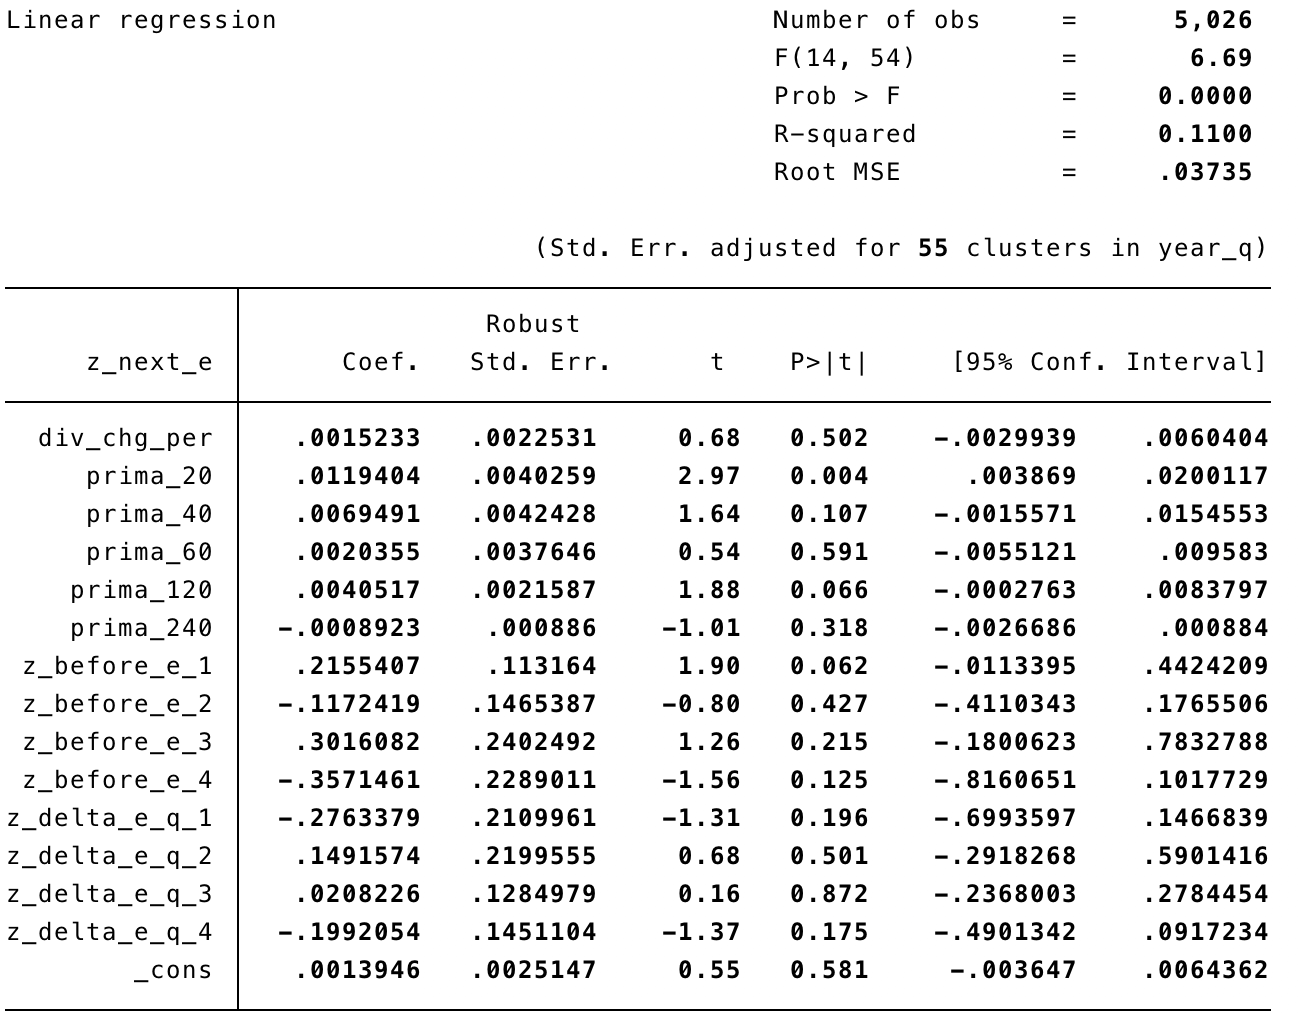 Linear regression Number of obs = 5,026
F(14, 54) = 6.69
Prob > F = 0.0000
R-squared = 0.1100
Root MSE = .03735
(Std. Err. adjusted for 55 clusters in year_q)
Robust
z_next_e Coef. Std. Err. t P>|t| [95% Conf. Interval]
div_chg_per .0015233 .0022531 0.68 0.502 -.0029939 .0060404
prima_20 .0119404 .0040259 2.97 0.004 .003869 .0200117
prima_40 .0069491 .0042428 1.64 0.107 -.0015571 .0154553
prima_60 .0020355 .0037646 0.54 0.591 -.0055121 .009583
prima_120 .0040517 .0021587 1.88 0.066 -.0002763 .0083797
prima_240 -.0008923 .000886 -1.01 0.318 -.0026686 .000884
z_before_e_1 .2155407 .113164 1.90 0.062 -.0113395 .4424209
z_before_e_2 -.1172419 .1465387 -0.80 0.427 -.4110343 .1765506
z_before_e_3 .3016082 .2402492 1.26 0.215 -.1800623 .7832788
z_before_e_4 -.3571461 .2289011 -1.56 0.125 -.8160651 .1017729
z_delta_e_q_1 -.2763379 .2109961 -1.31 0.196 -.6993597 .1466839
z_delta_e_q_2 .1491574 .2199555 0.68 0.501 -.2918268 .5901416
z_delta_e_q_3 .0208226 .1284979 0.16 0.872 -.2368003 .2784454
z_delta_e_q_4 -.1992054 .1451104 -1.37 0.175 -.4901342 .0917234
_cons .0013946 .0025147 0.55 0.581 -.003647 .0064362